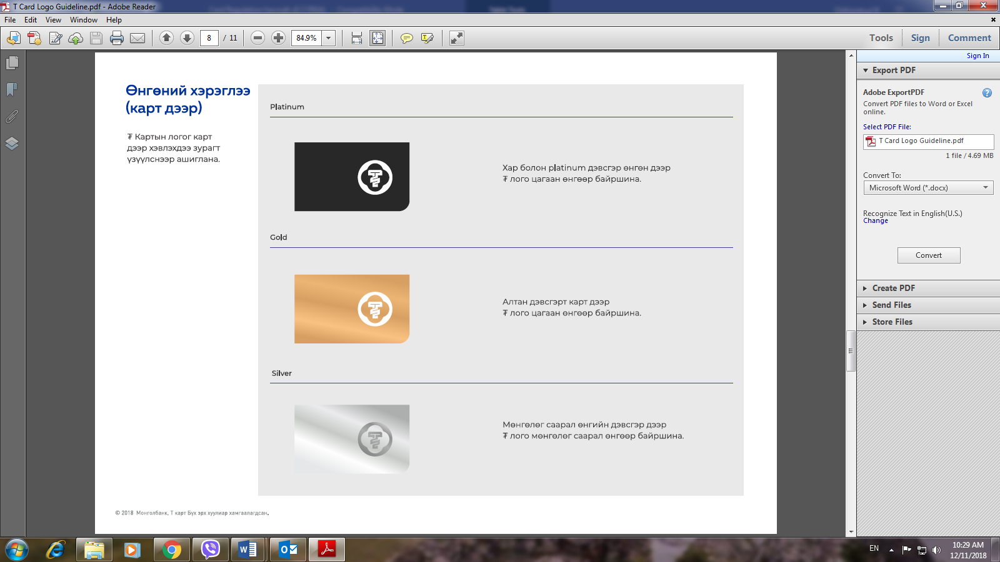 T Card Logo Guideline.pdf - Adobe Reader
File Edit View Window Help
8 / 11
84.9%
Tools Sign Comment
Sign In
Export PDF
Adobe ExportPDF
Convert PDF files to Word or Excel
online.
Select PDF File:
T Card Logo Guideline.pdf
1 file / 4.69 MB
Convert To:
Microsoft Word (*.docx)
Recognize Text in English(U.S.)
Change
Convert
Create PDF
Send Files
Store Files
Өнгөний хэрэглээ
(карт дээр)
₮ Картын логог карт
дээр хэвлэхдээ зурагт
үзүүлснээр ашиглана.
Platinum
Хар болон platinum дэвсгэр өнгөн дээр
₮ лого цагаан өнгөөр байршина.
Gold
Алтан дэвсгэрт карт дээр
₮ лого цагаан өнгөөр байршина.
Silver
Мөнгөлөг саарал өнгийн дэвсгэр дээр
₮ лого мөнгөлөг саарал өнгөөр байршина.
© 2018 Монголбанк, Т карт Бүх эрх хуулиар хамгаалагдсан.
EN
10:29 AM
12/11/2018